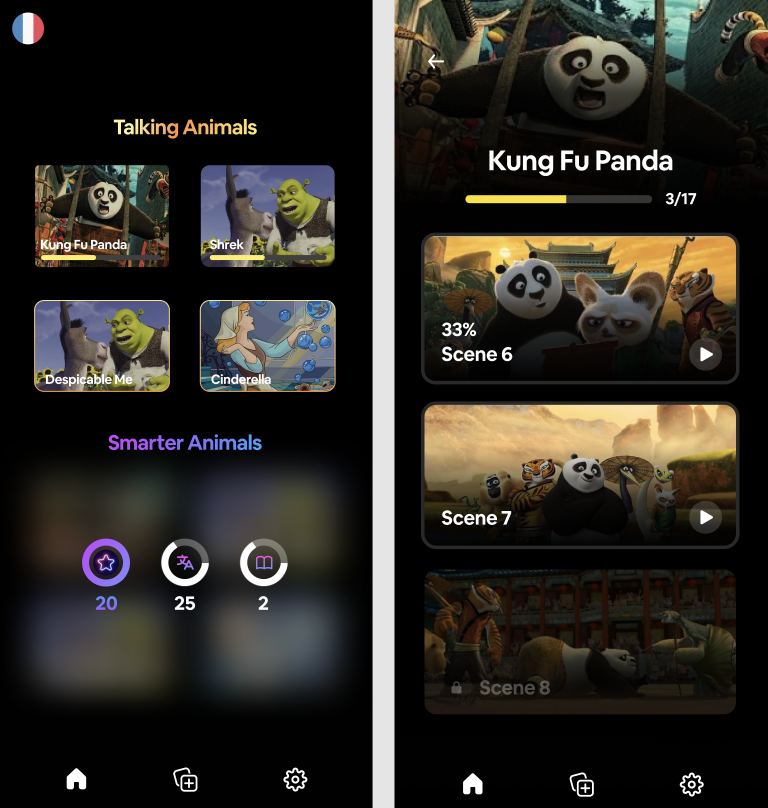 Talking Animals
Kung Fu Panda
Shrek
Despicable Me
Cinderella
Smarter Animals
20
25
2
Kung Fu Panda
3/17
33%
Scene 6
Scene 7
Scene 8